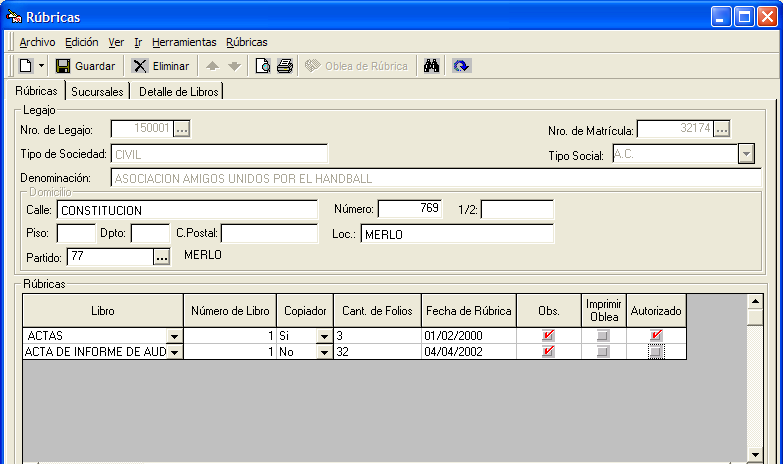 Rúbricas
Archivo Edición Ver Ir Herramientas Rúbricas
Guardar Eliminar Oblea de Rúbrica
Rúbricas Sucursales Detalle de Libros
Legajo
Nro. de Legajo: 150001 ... Nro. de Matrícula: 32174 ...
Tipo de Sociedad: CIVIL Tipo Social: A.C.
Denominación: ASOCIACION AMIGOS UNIDOS POR EL HANDBALL
Domicilio
Calle: CONSTITUCION Número: 769 1/2:
Piso: Dpto: C.Postal: Loc.: MERLO
Partido: 77 ... MERLO
Rúbricas
Libro Número de Libro Copiador Cant. de Folios Fecha de Rúbrica Obs. Imprimir Oblea Autorizado
ACTAS 1 Si 3 01/02/2000
ACTA DE INFORME DE AUD 1 No 32 04/04/2002